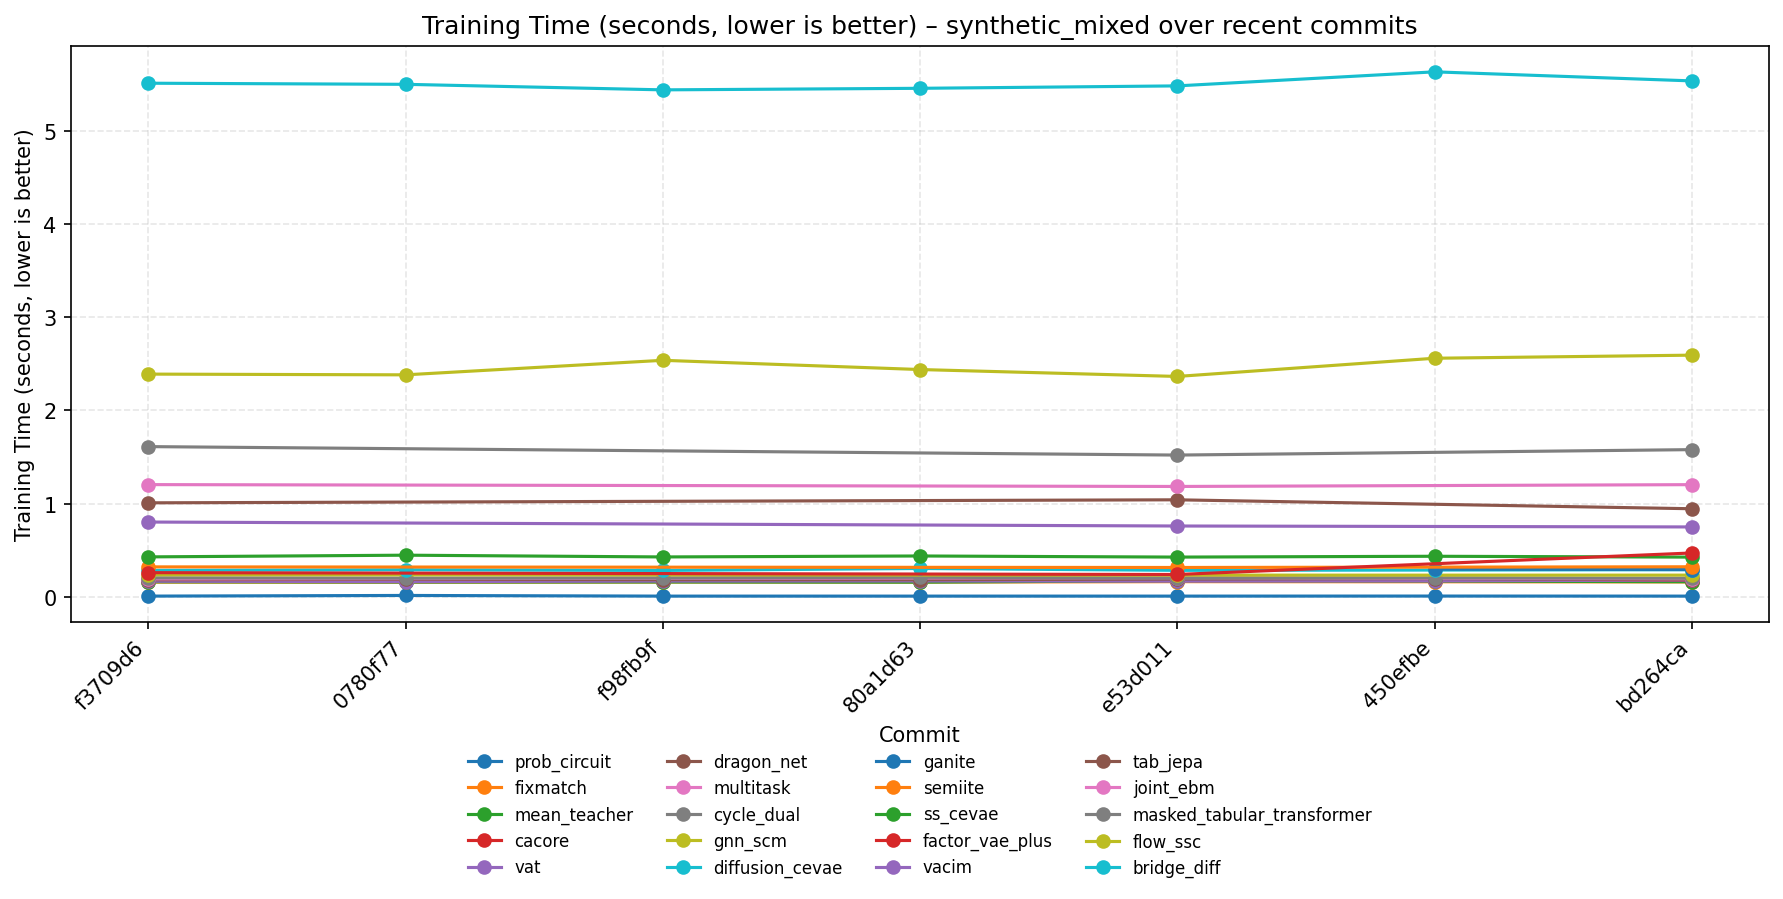 Training Time (seconds, lower is better) – synthetic_mixed over recent commits
Training Time (seconds, lower is better)
5
4
3
2
1
0
f3709d6
0780f77
f98fb9f
80a1d63
e53d011
450efbe
bd264ca
Commit
prob_circuit
fixmatch
mean_teacher
cacore
vat
dragon_net
multitask
cycle_dual
gnn_scm
diffusion_cevae
ganite
semiite
ss_cevae
factor_vae_plus
vacim
tab_jepa
joint_ebm
masked_tabular_transformer
flow_ssc
bridge_diff